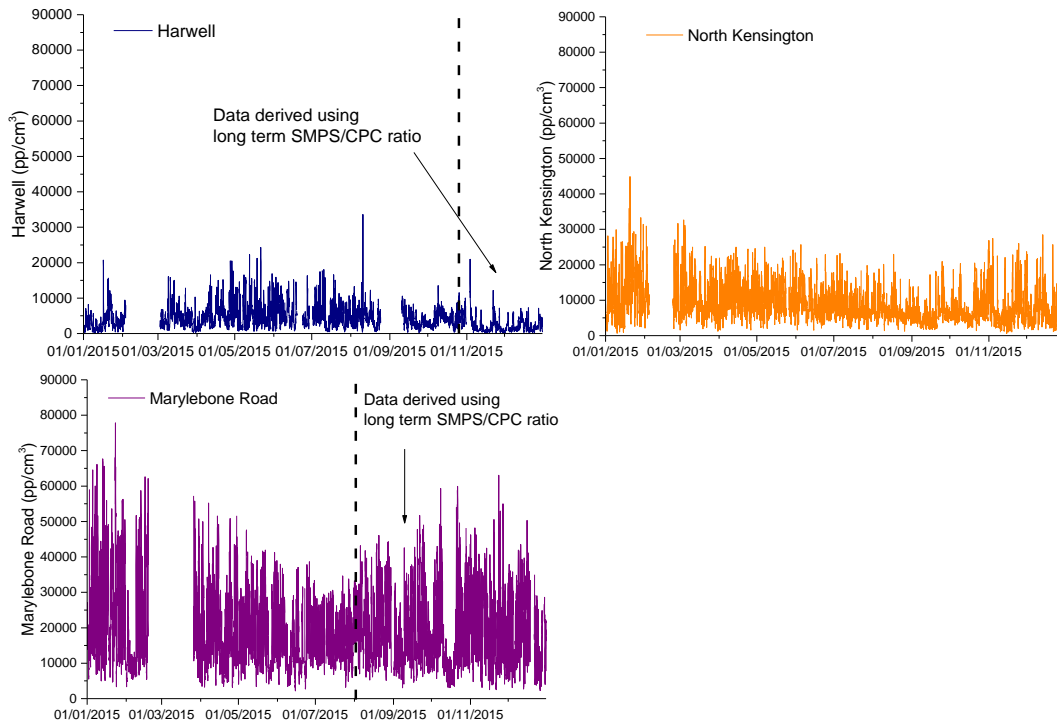 Harwell
Data derived using
long term SMPS/CPC ratio
Harwell (pp/cm³)
90000
80000
70000
60000
50000
40000
30000
20000
10000
0
01/01/2015 01/03/2015 01/05/2015 01/07/2015 01/09/2015 01/11/2015
North Kensington
North Kensington (pp/cm³)
90000
80000
70000
60000
50000
40000
30000
20000
10000
0
01/01/2015 01/03/2015 01/05/2015 01/07/2015 01/09/2015 01/11/2015
Marylebone Road
Data derived using
long term SMPS/CPC ratio
Marylebone Road (pp/cm³)
90000
80000
70000
60000
50000
40000
30000
20000
10000
0
01/01/2015 01/03/2015 01/05/2015 01/07/2015 01/09/2015 01/11/2015